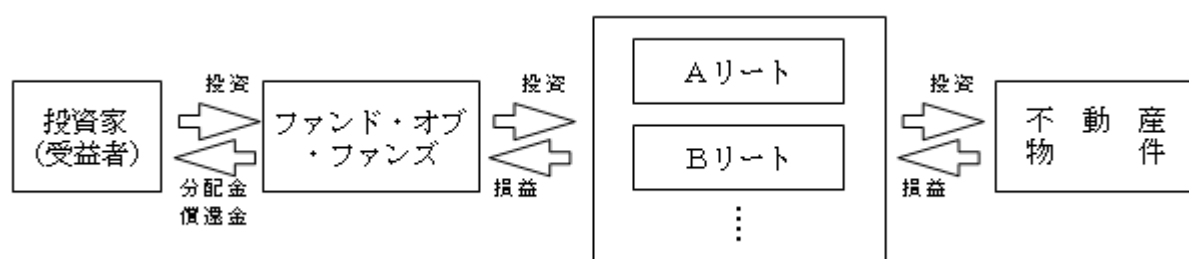 投資家
(受益者)
投資
分配金
償還金
ファンド・オブ
・ファンズ
投資
損益
Aリート
Bリート
⋮
投資
損益
不動産
物件